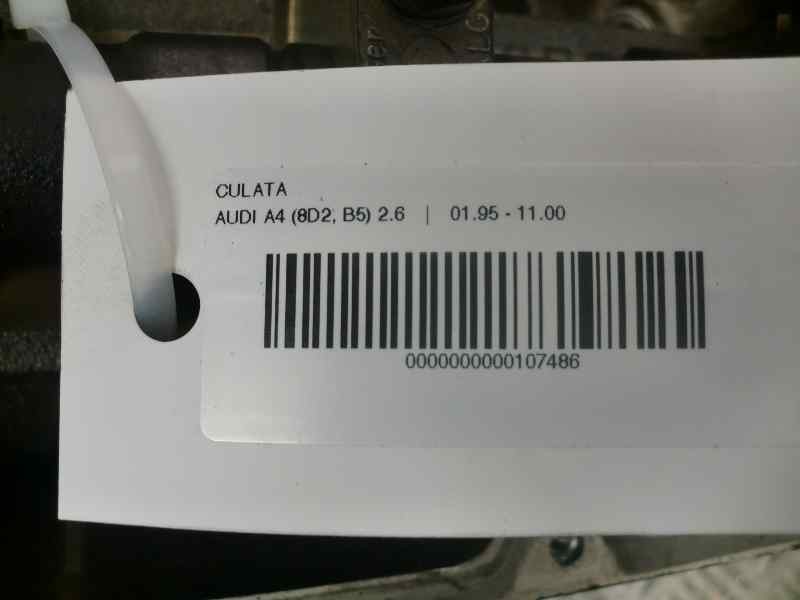 CULATA
AUDI A4 (8D2, B5) 2.6 | 01.95 - 11.00
0000000000107486